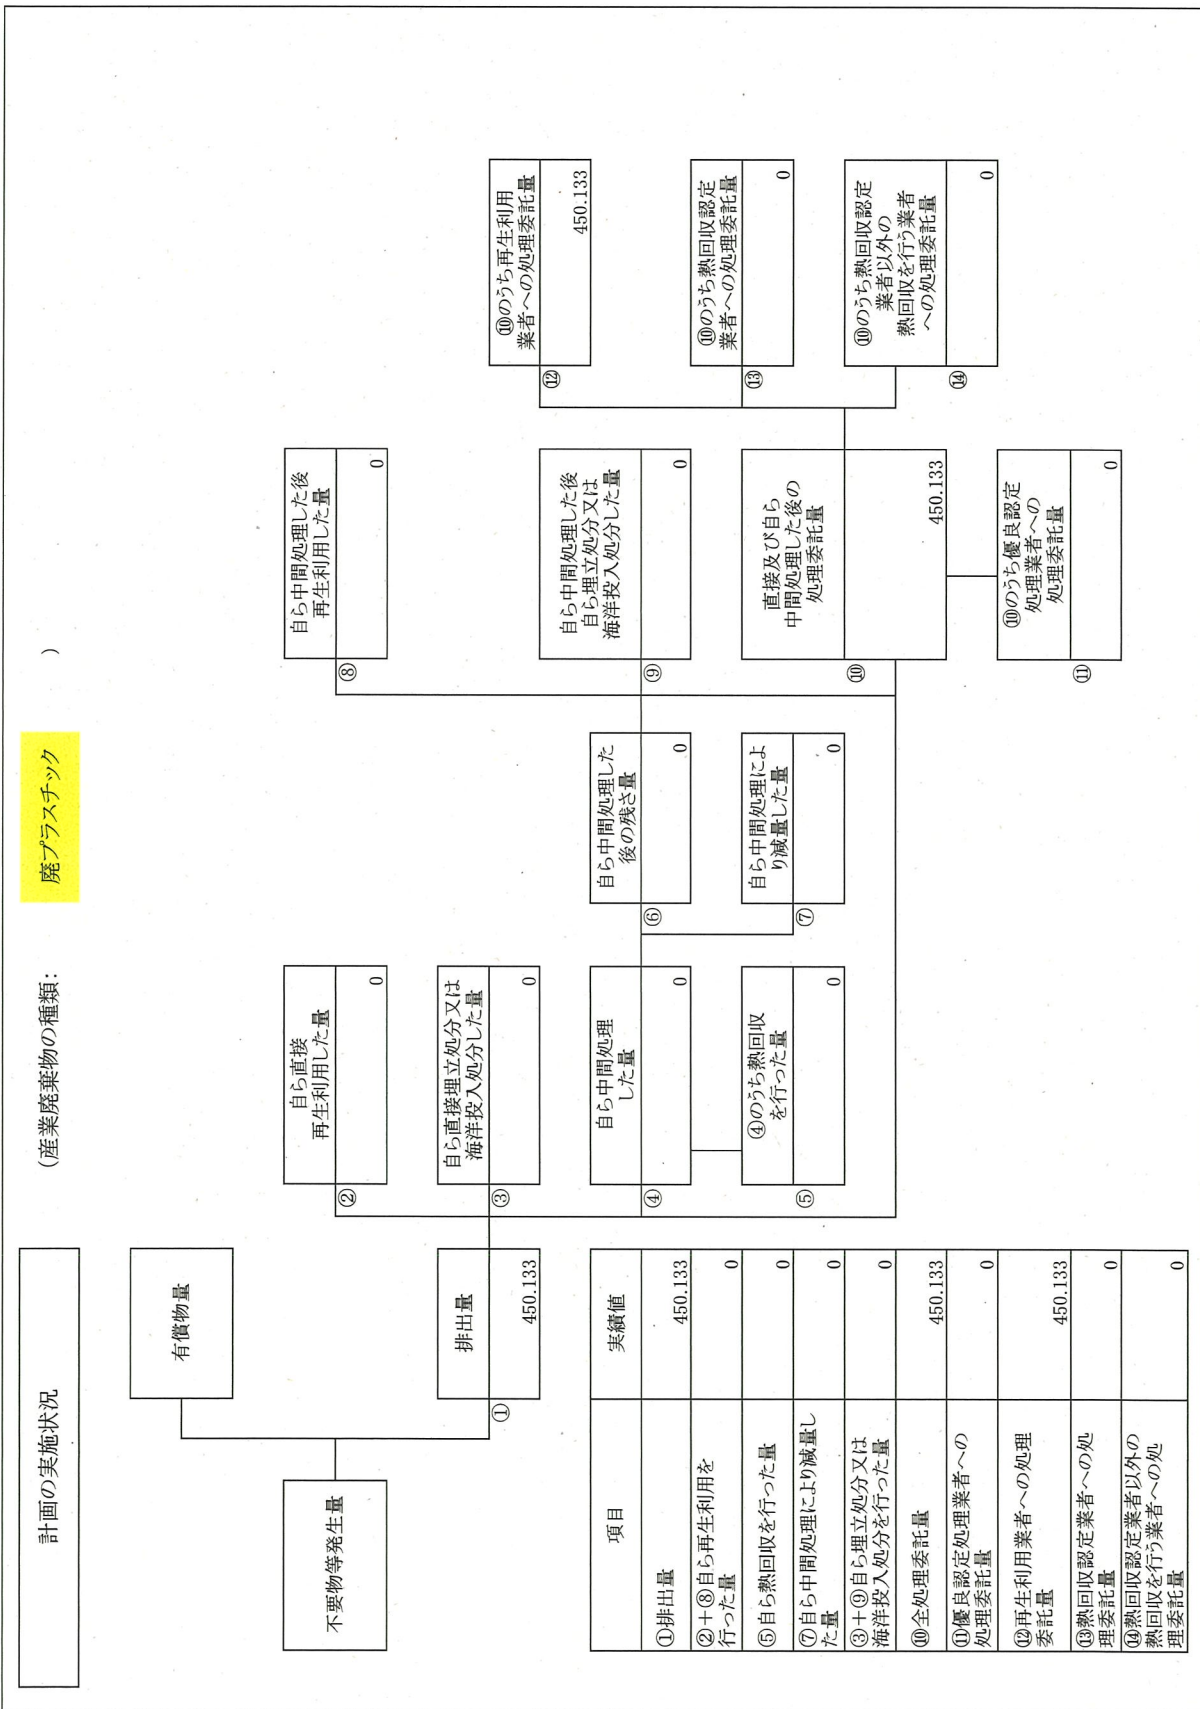 計画の実施状況
(産業廃棄物の種類:
廃プラスチック
)
不要物等発生量
有償物量
排出量
①
450.133
自ら直接
再生利用した量
②
0
自ら直接埋立処分又は
海洋投入処分した量
③
0
自ら中間処理
した量
④
0
④のうち熱回収
を行った量
⑤
0
自ら中間処理した
後の残さ量
⑥
0
自ら中間処理によ
り減量した量
⑦
0
自ら中間処理した後
再生利用した量
⑧
0
自ら中間処理した後
自ら埋立処分又は
海洋投入処分した量
⑨
0
直接及び自ら
中間処理した後の
処理委託量
⑩
450.133
⑩のうち優良認定
処理業者への
処理委託量
⑪
0
⑩のうち再生利用
業者への処理委託量
⑫
450.133
⑩のうち熱回収認定
業者への処理委託量
⑬
0
⑩のうち熱回収認定
業者以外の
熱回収を行う業者
への処理委託量
⑭
0
項目
実績値
①排出量
450.133
②+⑧自ら再生利用を
行った量
0
⑤自ら熱回収を行った量
0
⑦自ら中間処理により減量し
た量
0
③+⑨自ら埋立処分又は
海洋投入処分を行った量
0
⑩全処理委託量
450.133
⑪優良認定処理業者への
処理委託量
0
⑫再生利用業者への処理
委託量
450.133
⑬熱回収認定業者への処
理委託量
0
⑭熱回収認定業者以外の
熱回収を行う業者への処
理委託量
0